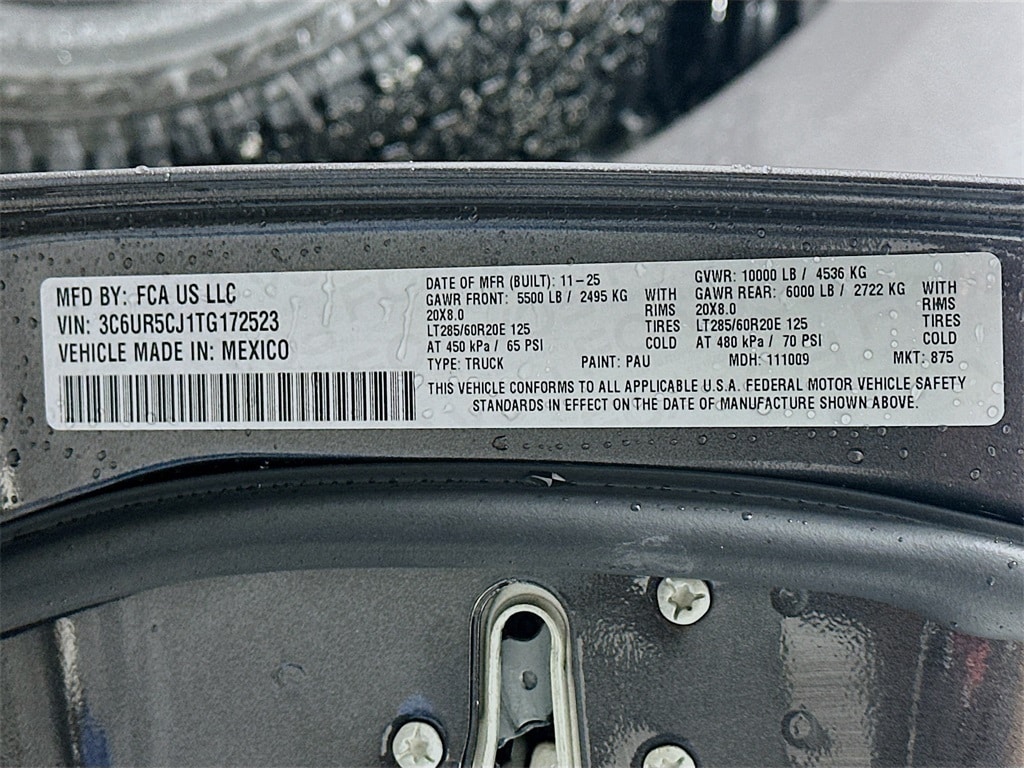 MFD BY: FCA US LLC
VIN: 3C6UR5CJ1TG172523
VEHICLE MADE IN: MEXICO
DATE OF MFR (BUILT): 11-25
GAWR FRONT: 5500 LB / 2495 KG WITH
20X8.0 RIMS
LT285/60R20E 125 TIRES
AT 450 kPa / 65 PSI COLD
TYPE: TRUCK PAINT: PAU
GVWR: 10000 LB / 4536 KG
GAWR REAR: 6000 LB / 2722 KG WITH
20X8.0 RIMS
LT285/60R20E 125 TIRES
AT 480 kPa / 70 PSI COLD
MDH: 111009 MKT: 875
THIS VEHICLE CONFORMS TO ALL APPLICABLE U.S.A. FEDERAL MOTOR VEHICLE SAFETY
STANDARDS IN EFFECT ON THE DATE OF MANUFACTURE SHOWN ABOVE.